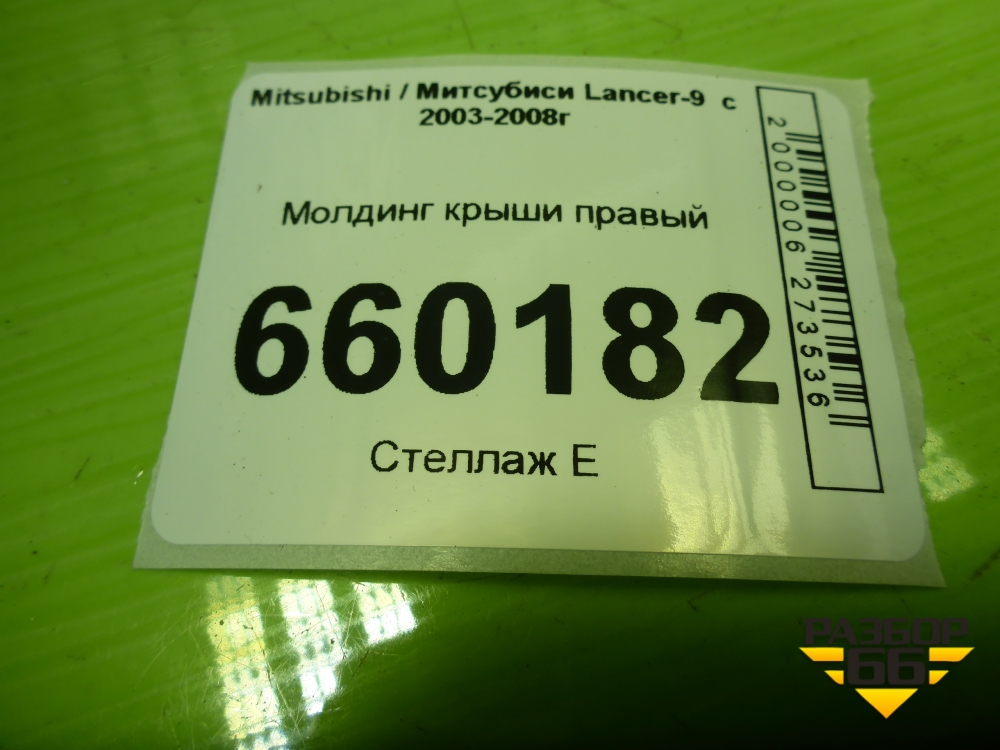 Mitsubishi / Митсубиси Lancer-9 с
2003-2008г
Молдинг крыши правый
660182
Стеллаж Е
2000006273536
РАЗБОР
66